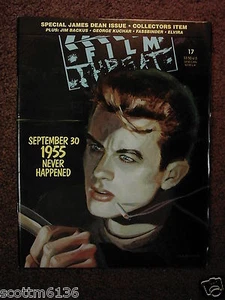 SPECIAL JAMES DEAN ISSUE • COLLECTORS ITEM
PLUS: JIM BACKUS • GEORGE KUCHAR • FASSBINDER • ELVIRA
FILM
THREAT
17
SEPTEMBER 30
1955
NEVER
HAPPENED
scottm6136